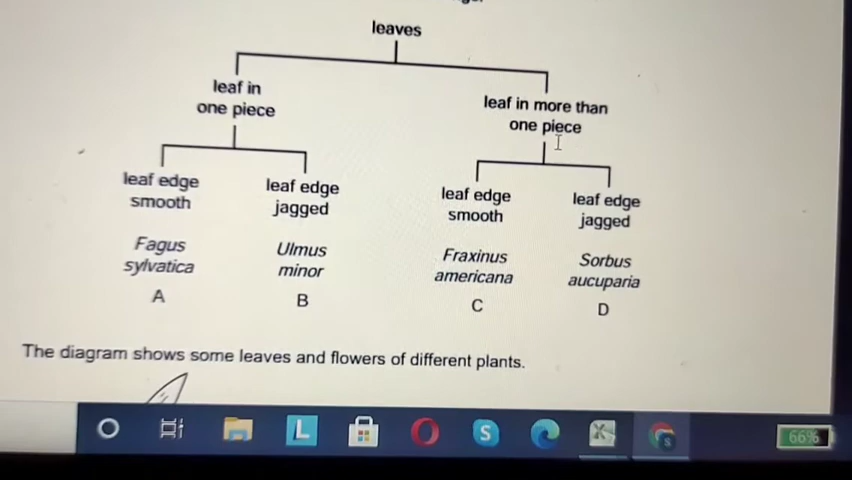 leaves
leaf in
one piece
leaf in more than
one piece
leaf edge
smooth
leaf edge
jagged
leaf edge
smooth
leaf edge
jagged
Fagus
sylvatica
Ulmus
minor
Fraxinus
americana
Sorbus
aucuparia
A
B
C
D
The diagram shows some leaves and flowers of different plants.
L
S
X
S
66%